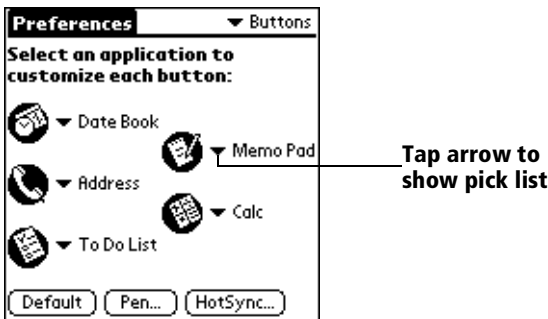 Preferences
Buttons
Select an application to
customize each button:
Date Book
Memo Pad
Address
Calc
To Do List
Default
Pen...
HotSync...
Tap arrow to
show pick list